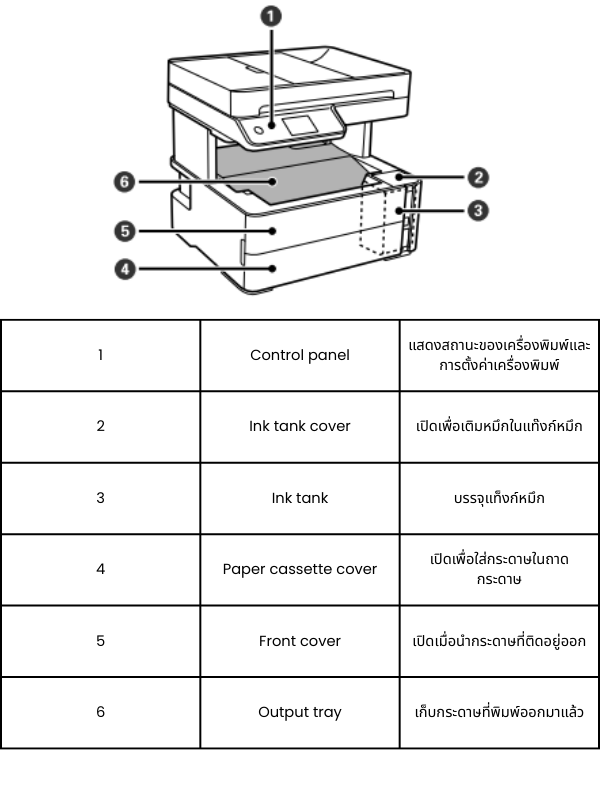 1
6
2
3
5
4
1 Control panel แสดงสถานะของเครื่องพิมพ์และ
การตั้งค่าเครื่องพิมพ์
2 Ink tank cover เปิดเพื่อเติมหมึกในแท๊งก์หมึก
3 Ink tank บรรจุแท็งก์หมึก
4 Paper cassette cover เปิดเพื่อใส่กระดาษในถาด
กระดาษ
5 Front cover เปิดเมื่อนำกระดาษที่ติดอยู่ออก
6 Output tray เก็บกระดาษที่พิมพ์ออกมาแล้ว